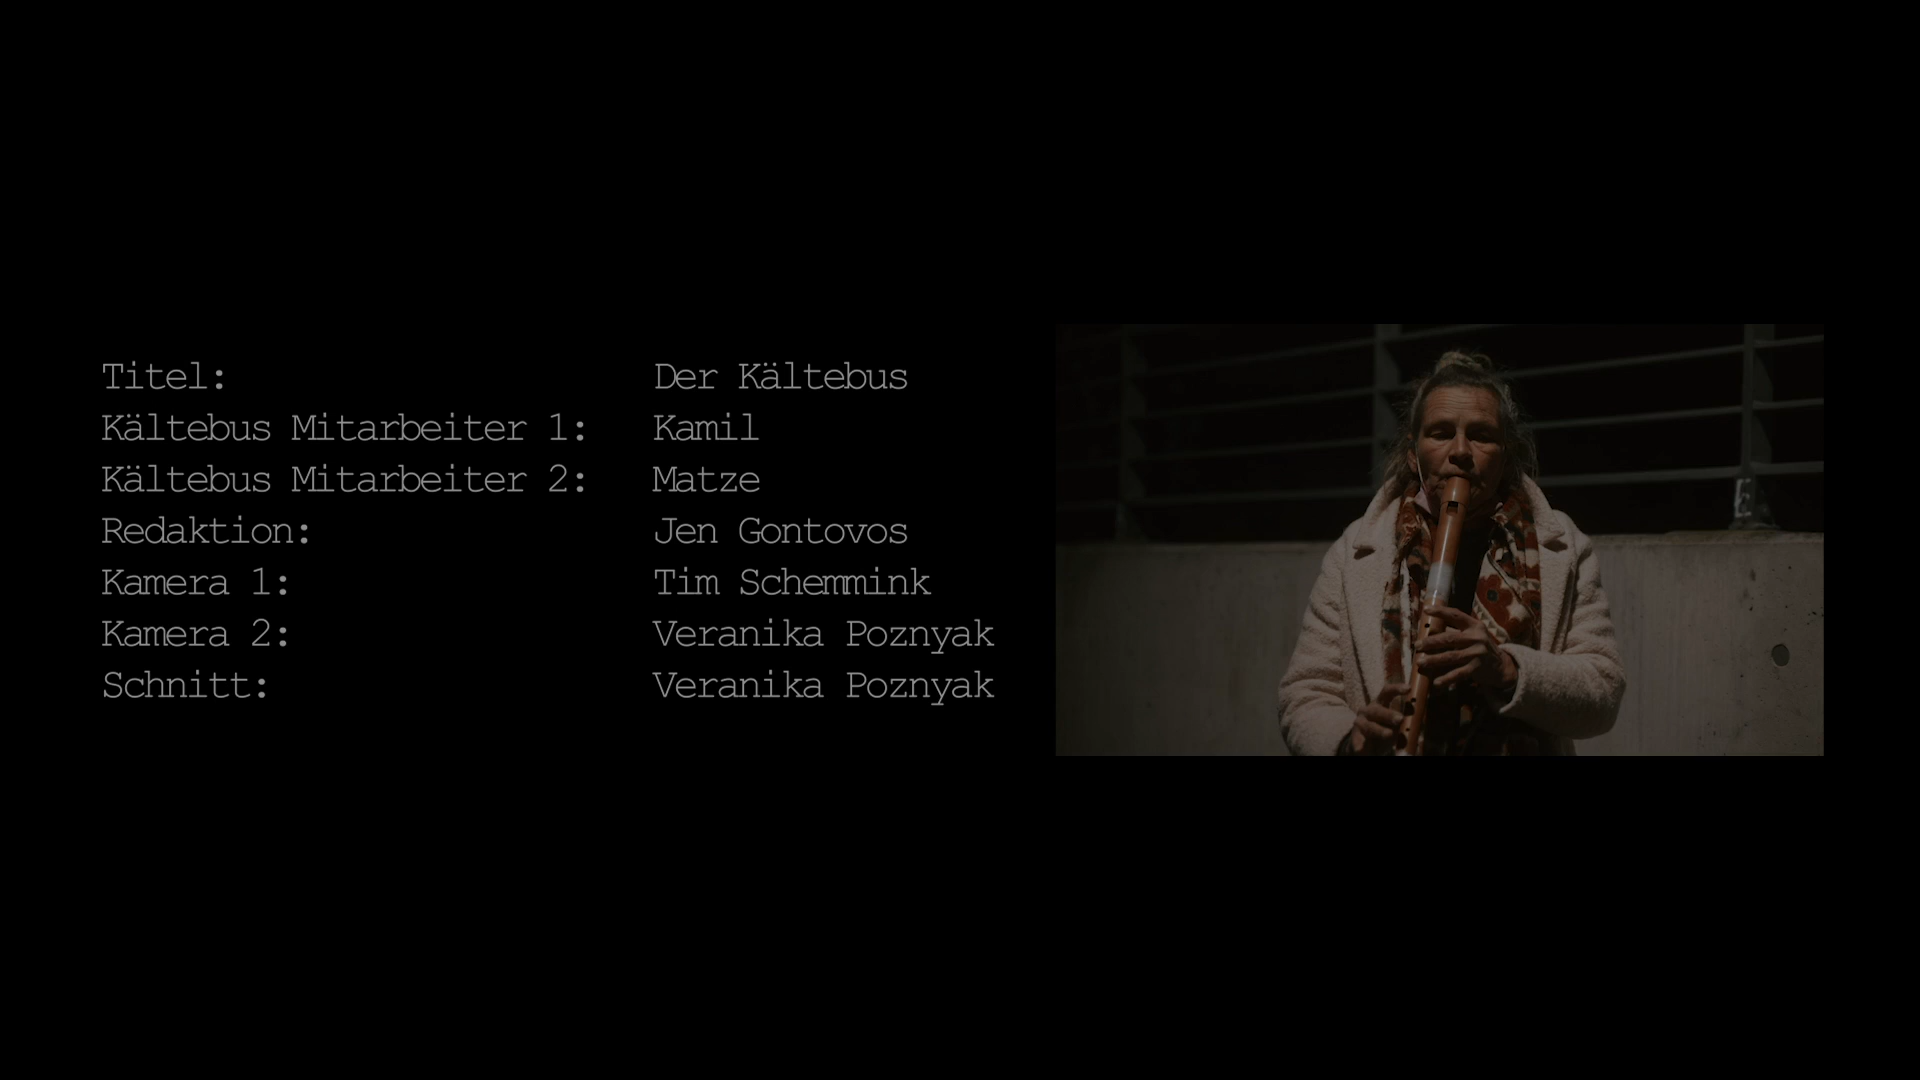 Titel: Der Kältebus
Kältebus Mitarbeiter 1: Kamil
Kältebus Mitarbeiter 2: Matze
Redaktion: Jen Gontovos
Kamera 1: Tim Schemmink
Kamera 2: Veranika Poznyak
Schnitt: Veranika Poznyak